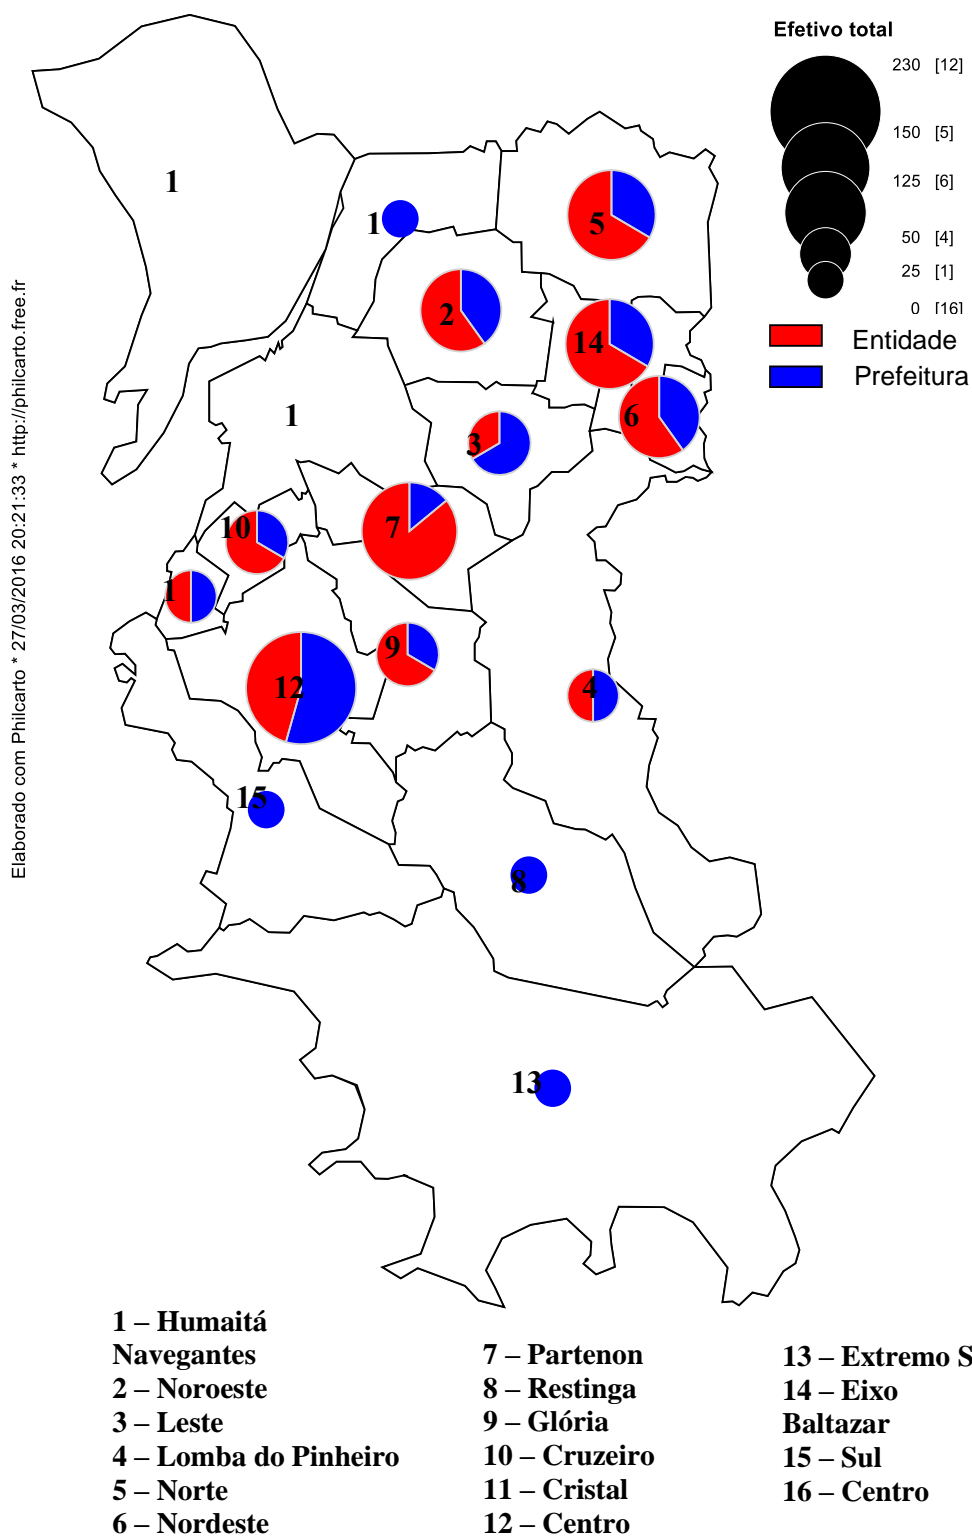 Efetivo total
230 [12]
150 [5]
125 [6]
50 [4]
25 [1]
0 [16]
Entidade
Prefeitura
Elaborado com Philcarto * 27/03/2016 20:21:33 * http://philcarto.free.fr
1
1
5
2
14
6
1
3
10
7
1
9
12
4
15
8
13
1 – Humaitá
Navegantes
2 – Noroeste
3 – Leste
4 – Lomba do Pinheiro
5 – Norte
6 – Nordeste
7 – Partenon
8 – Restinga
9 – Glória
10 – Cruzeiro
11 – Cristal
12 – Centro
13 – Extremo S
14 – Eixo
Baltazar
15 – Sul
16 – Centro